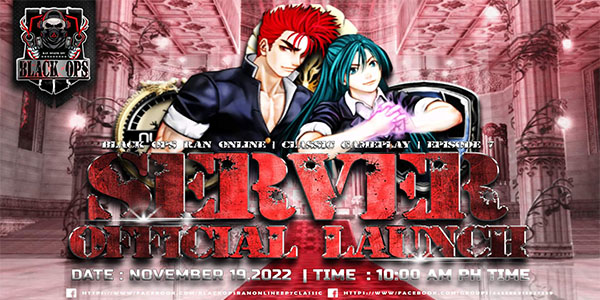 BLACK OPS
BLACK OPS RAN ONLINE | CLASSIC GAMEPLAY | EPISODE 7
SERVER
OFFICIAL LAUNCH
DATE : NOVEMBER 19,2022 | TIME : 10:00 AM PH TIME